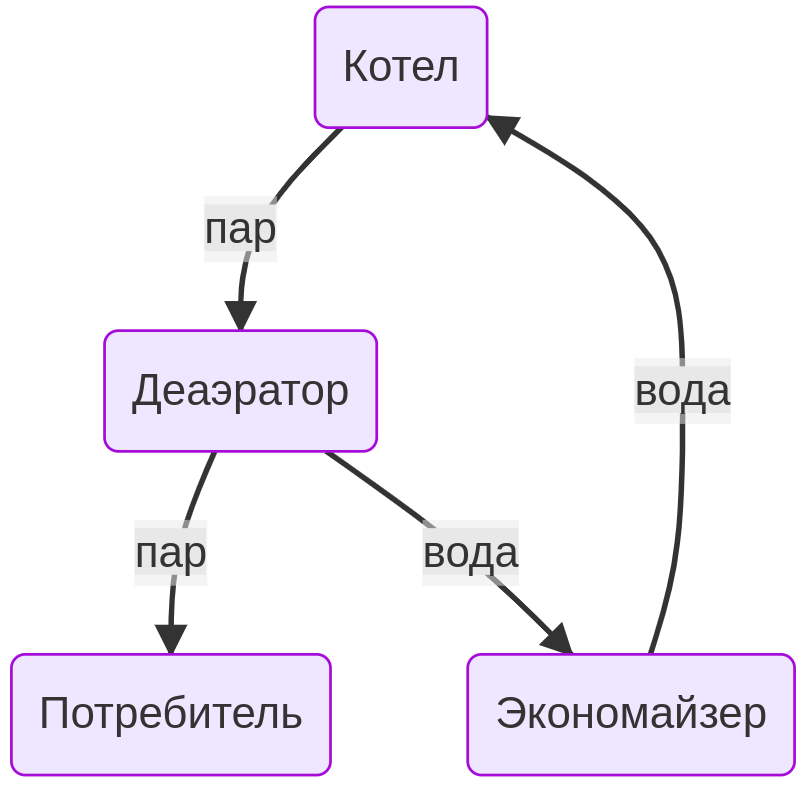 Котел
пар
Деаэратор
вода
пар
вода
Потребитель
Экономайзер